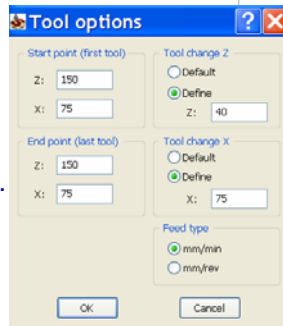 Tool options
Start point (first tool)
Z: 150
X: 75
End point (last tool)
Z: 150
X: 75
Tool change Z
Default
Define
Z: 40
Tool change X
Default
Define
X: 75
Feed type
mm/min
mm/rev
OK
Cancel